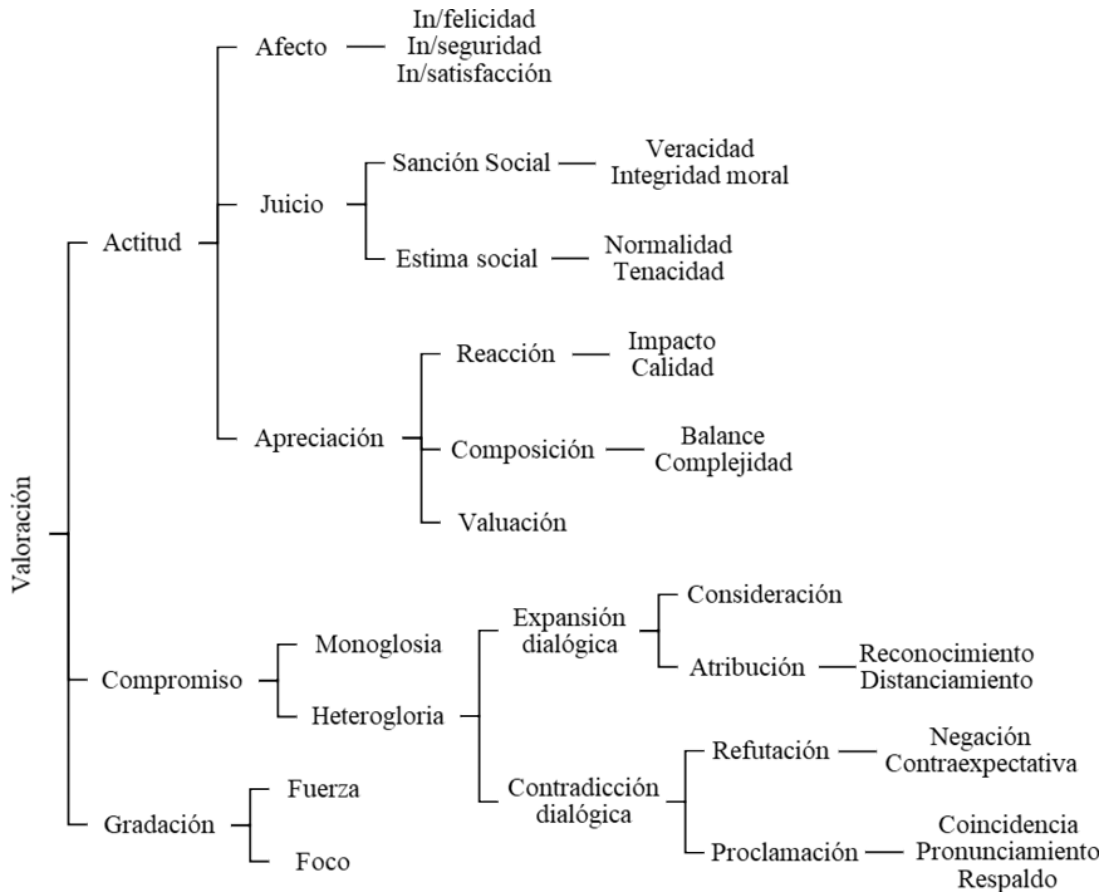 In/felicidad
In/seguridad
In/satisfacción
Afecto
Sanción Social
Veracidad
Integridad moral
Juicio
Actitud
Estima social
Normalidad
Tenacidad
Reacción
Impacto
Calidad
Apreciación
Composición
Balance
Complejidad
Valuación
Valoración
Consideración
Expansión
dialógica
Monoglosia
Atribución
Reconocimiento
Distanciamiento
Compromiso
Heterogloria
Refutación
Negación
Contraexpectativa
Contradicción
dialógica
Fuerza
Gradación
Foco
Proclamación
Coincidencia
Pronunciamiento
Respaldo